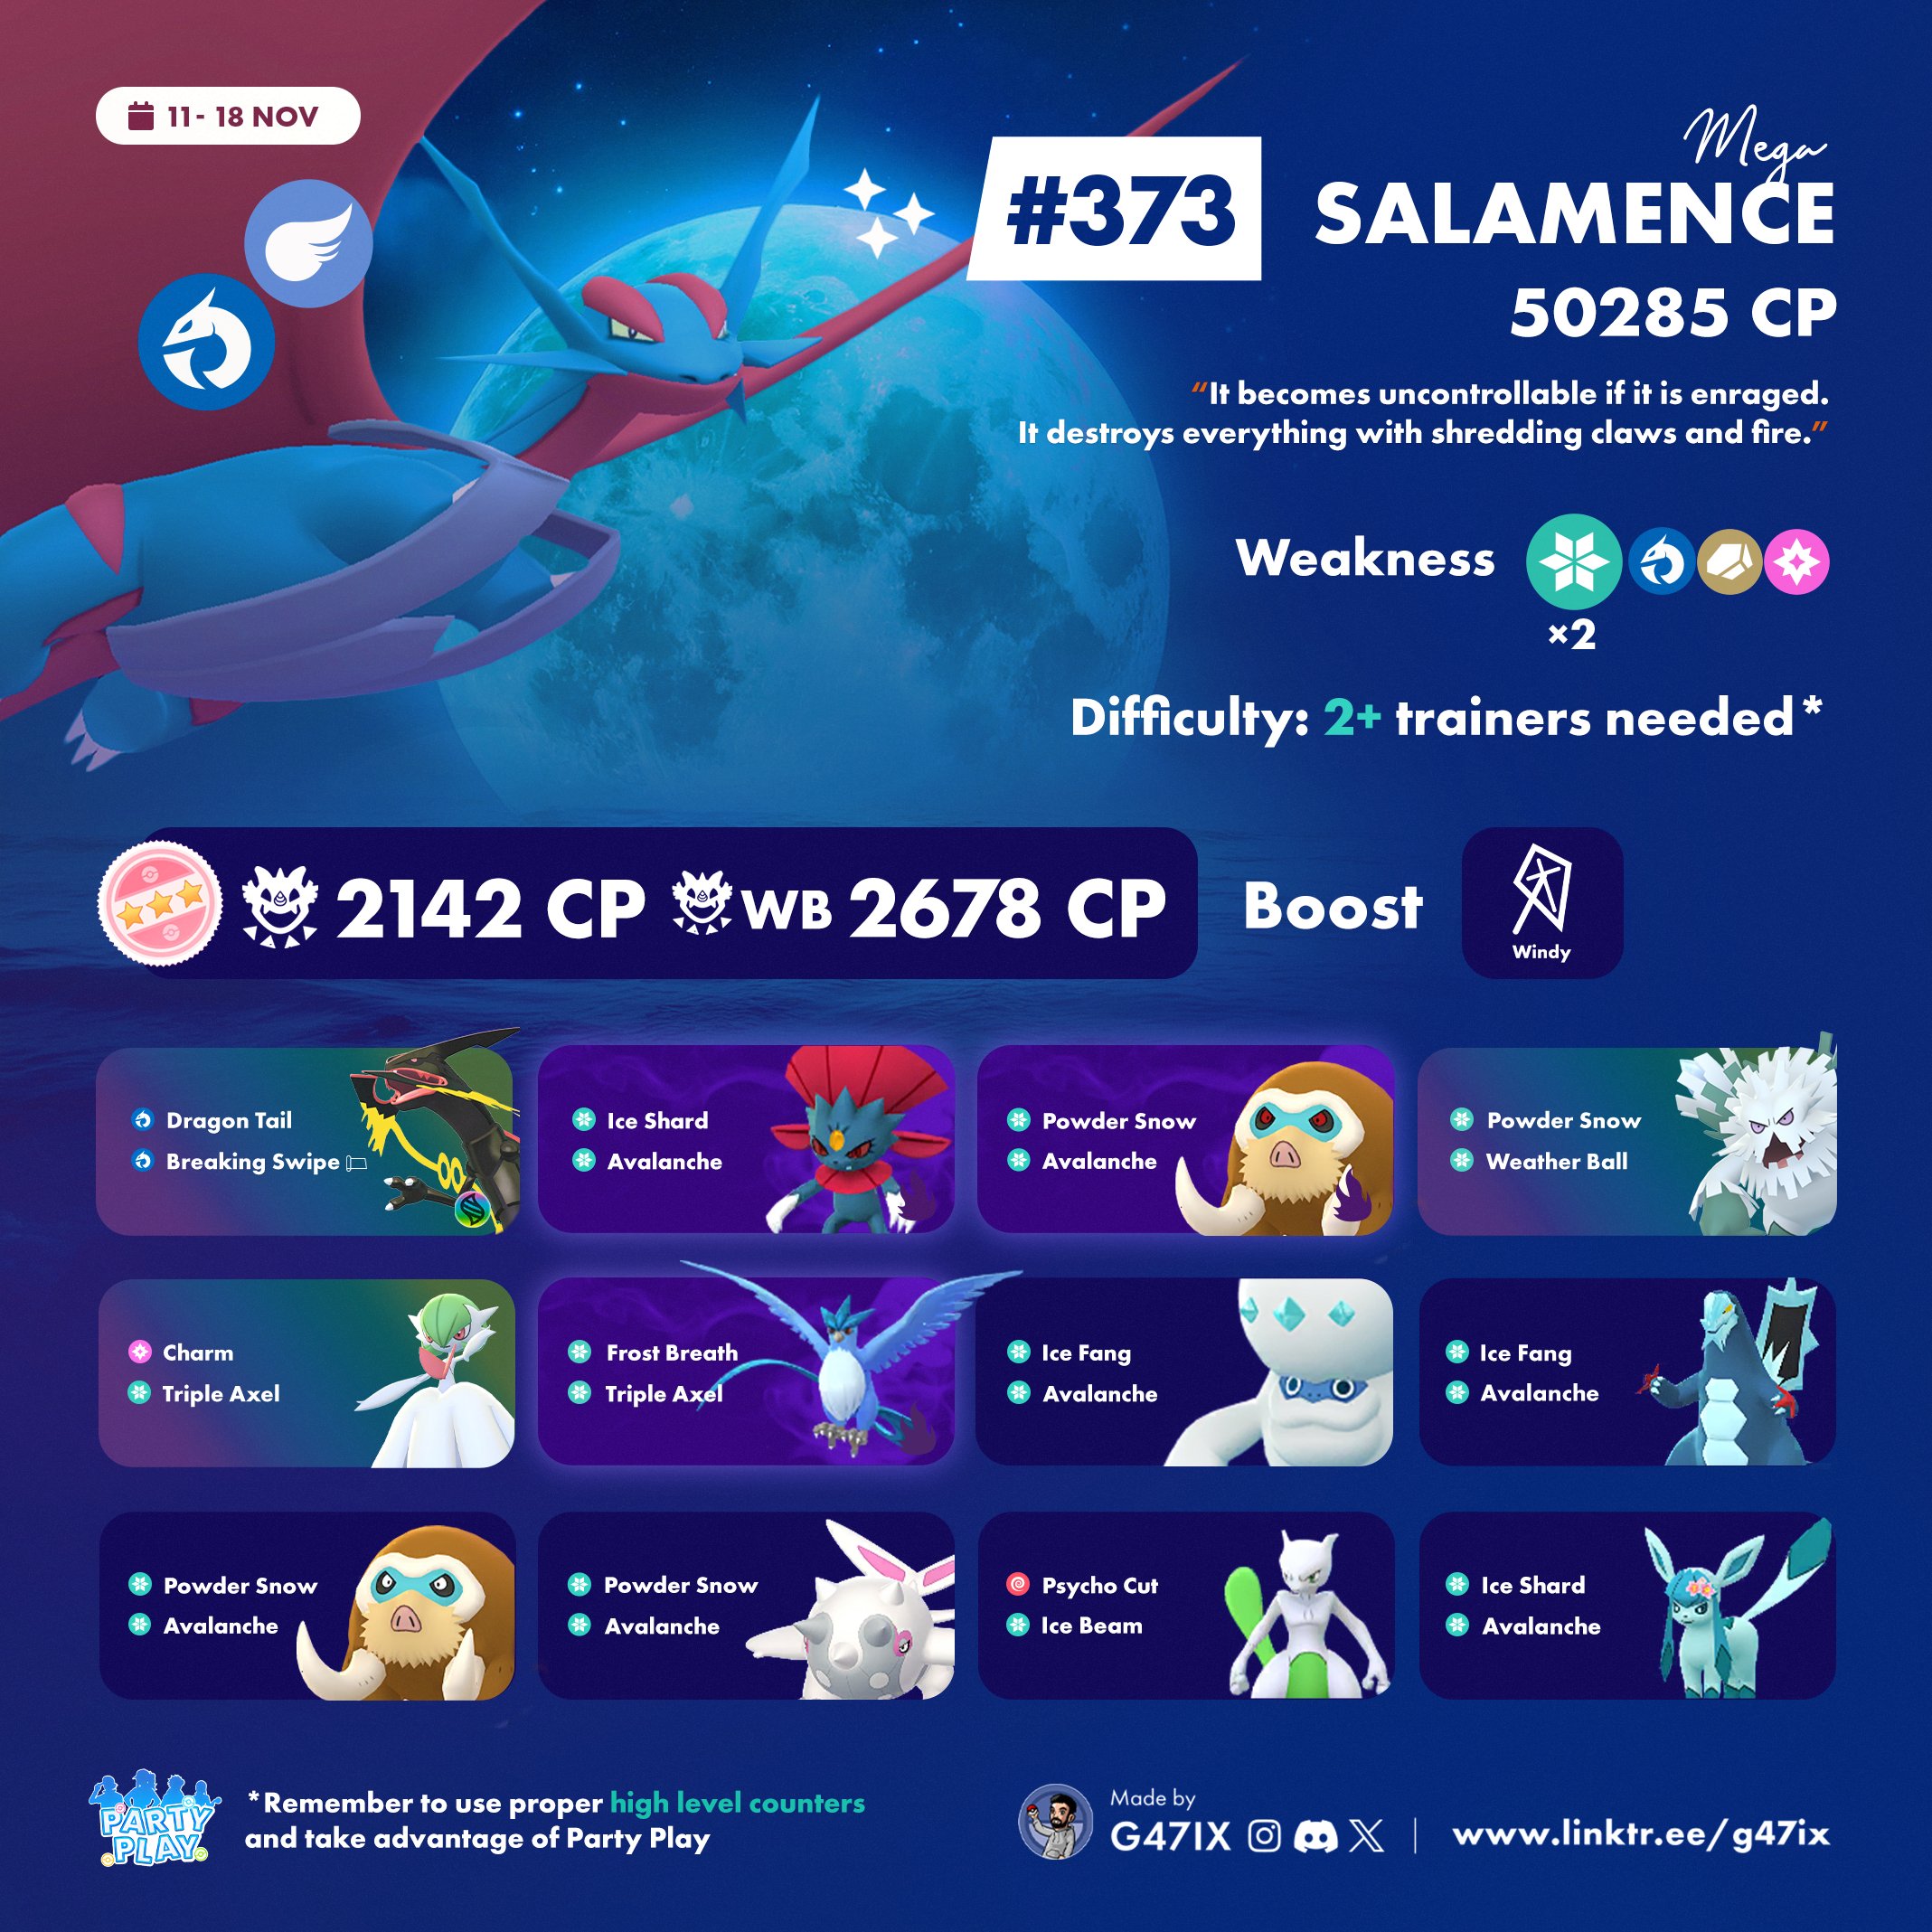 11 - 18 NOV
#373
Mega
SALAMENCE
50285 CP
“It becomes uncontrollable if it is enraged.
It destroys everything with shredding claws and fire.”
Weakness
×2
Difficulty: 2+ trainers needed*
2142 CP WB 2678 CP
Boost
Windy
Dragon Tail
Breaking Swipe
Ice Shard
Avalanche
Powder Snow
Avalanche
Powder Snow
Weather Ball
Charm
Triple Axel
Frost Breath
Triple Axel
Ice Fang
Avalanche
Ice Fang
Avalanche
Powder Snow
Avalanche
Powder Snow
Avalanche
Psycho Cut
Ice Beam
Ice Shard
Avalanche
PARTY
PLAY
*Remember to use proper high level counters
and take advantage of Party Play
Made by
G47IX
www.linktr.ee/g47ix